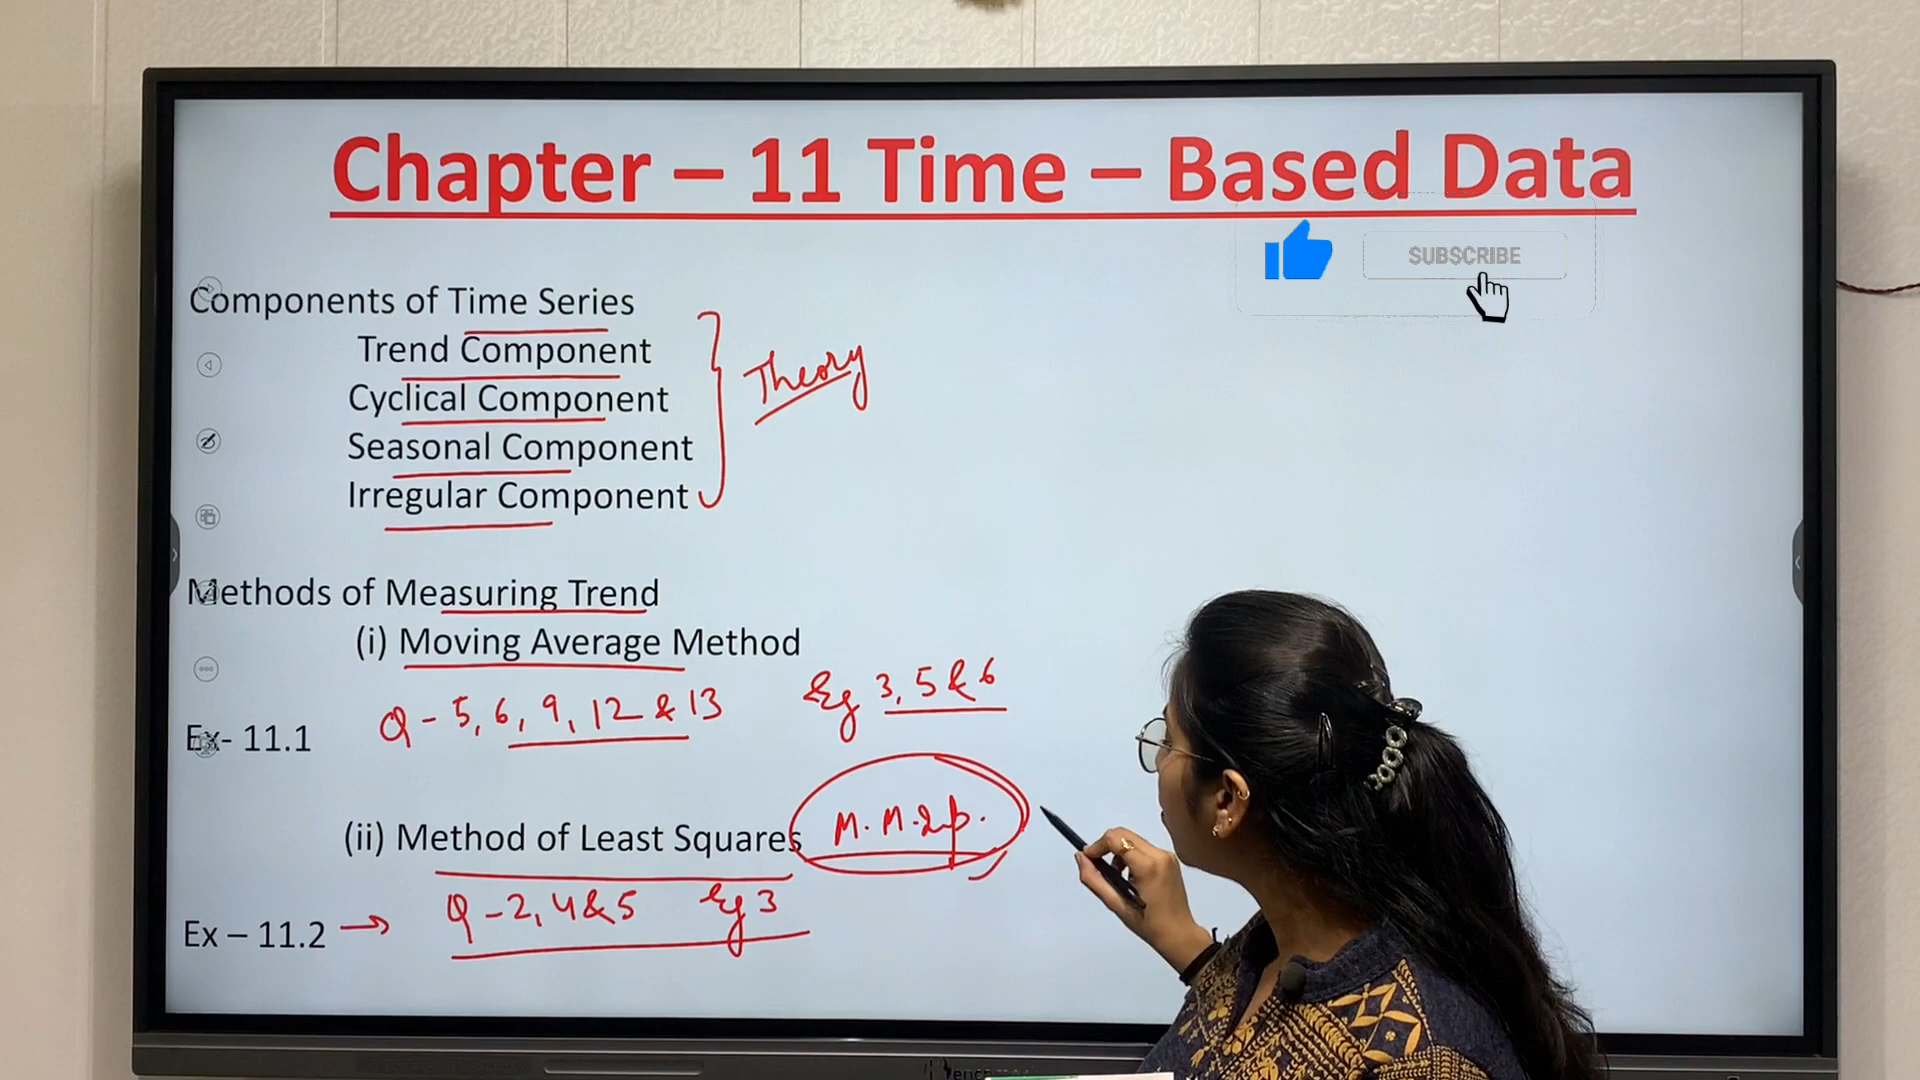 Chapter – 11 Time – Based Data
SUBSCRIBE
Components of Time Series
Trend Component
Cyclical Component
Seasonal Component
Irregular Component
Theory
Methods of Measuring Trend
(i) Moving Average Method
Q - 5, 6, 9, 12 & 13
Eg 3, 5 & 6
Ex- 11.1
(ii) Method of Least Squares
M. M. Imp.
Q - 2, 4 & 5 Eg 3
Ex – 11.2